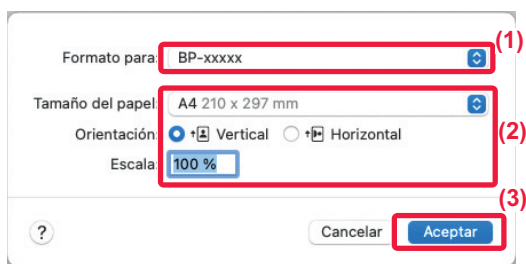 (1)
Formato para: BP-xxxxx
Tamaño del papel: A4 210 x 297 mm
(2)
Orientación: Vertical Horizontal
Escala: 100 %
(3)
? Cancelar Aceptar